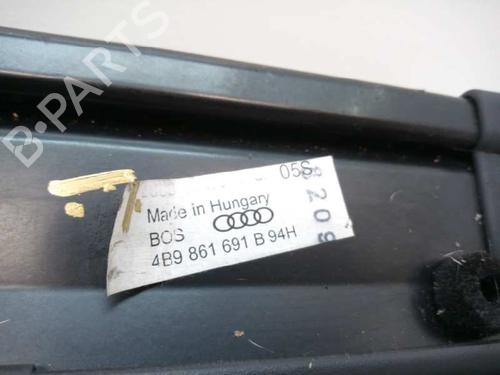 B-PARTS
05S
Made in Hungary
BOS
4B9 861 691 B 94H